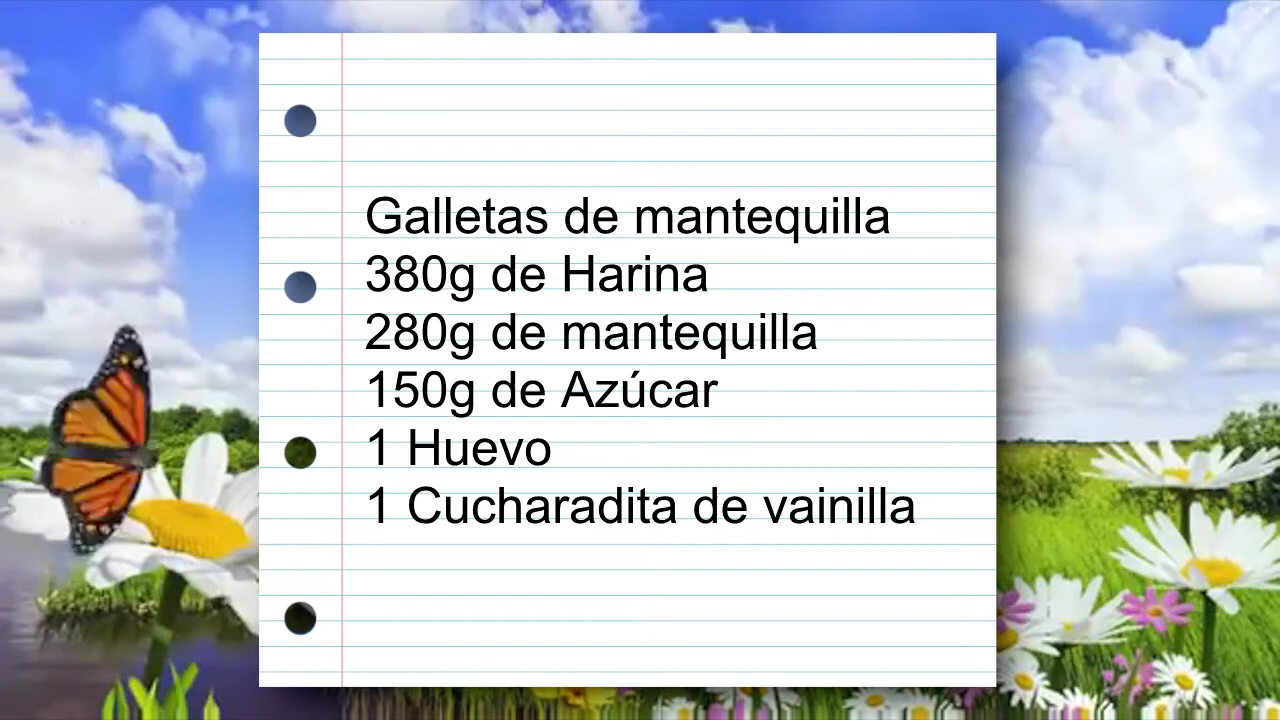 Galletas de mantequilla
380g de Harina
280g de mantequilla
150g de Azúcar
1 Huevo
1 Cucharadita de vainilla